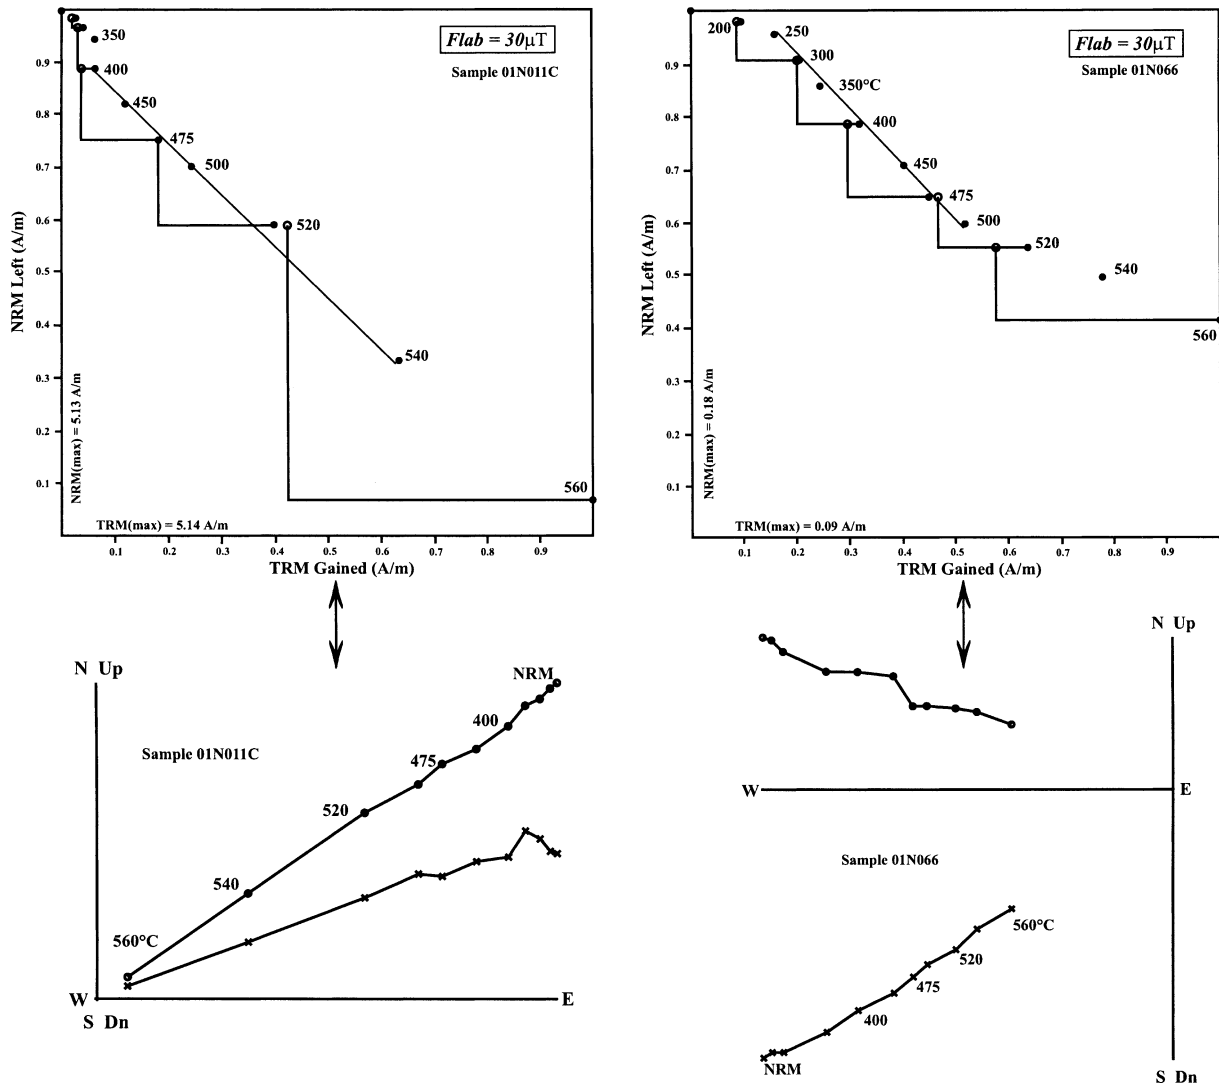 Flab = 30µT
Sample 01N011C
350
400
450
475
500
520
540
560
0.9
0.8
0.7
0.6
0.5
0.4
0.3
0.2
0.1
NRM Left (A/m)
NRM(max) = 5.13 A/m
TRM(max) = 5.14 A/m
0.1 0.2 0.3 0.4 0.5 0.6 0.7 0.8 0.9
TRM Gained (A/m)
Flab = 30µT
Sample 01N066
200
250
300
350°C
400
450
475
500
520
540
560
0.9
0.8
0.7
0.6
0.5
0.4
0.3
0.2
0.1
NRM Left (A/m)
NRM(max) = 0.18 A/m
TRM(max) = 0.09 A/m
0.1 0.2 0.3 0.4 0.5 0.6 0.7 0.8 0.9
TRM Gained (A/m)
N Up
NRM
400
Sample 01N011C
475
520
540
560°C
W E
S Dn
N Up
W E
Sample 01N066
560°C
520
475
400
NRM
S Dn